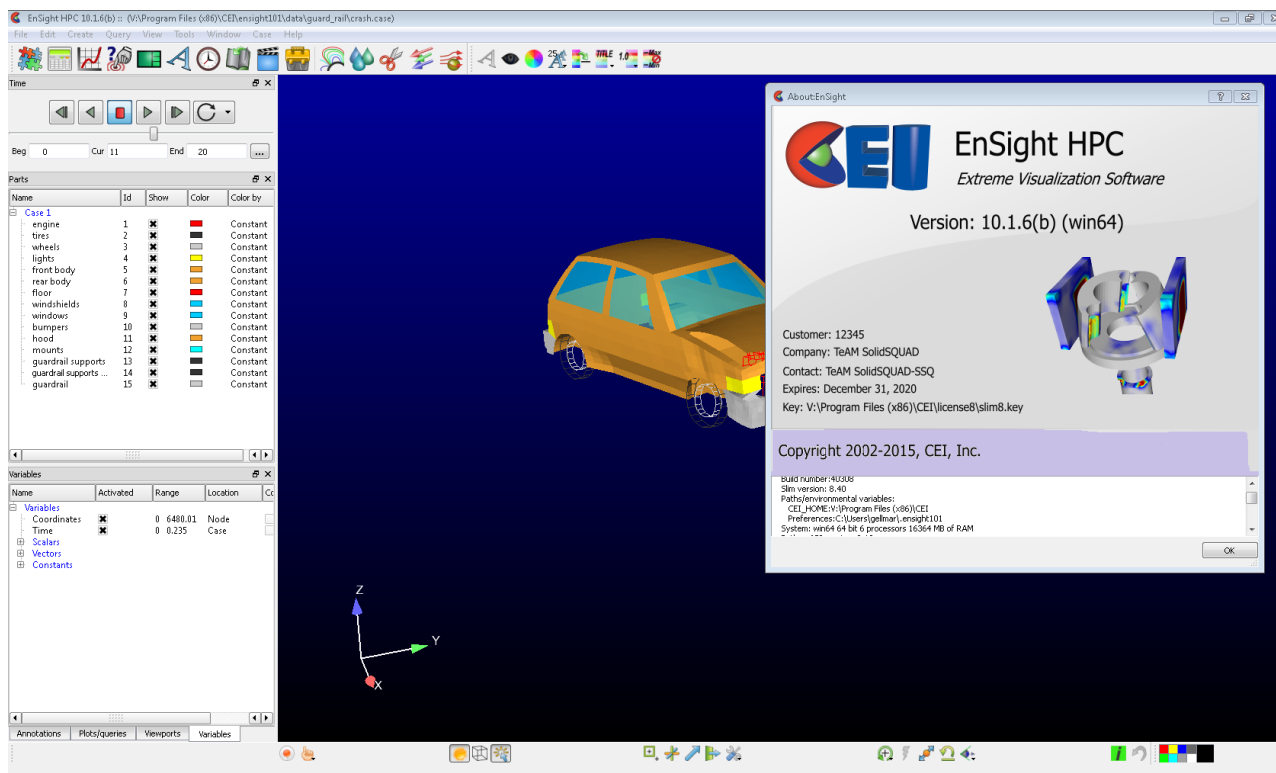 EnSight HPC 10.1.6(b) :: (V:\Program Files (x86)\CEI\ensight101\data\guard_rail\crash.case)
File Edit Create Query View Tools Window Case Help
Time
Beg 0 Cur 11 End 20 ...
Parts
Name Id Show Color Color by
Case 1
engine 1 Constant
tires 2 Constant
wheels 3 Constant
lights 4 Constant
front body 5 Constant
rear body 6 Constant
floor 7 Constant
windshields 8 Constant
windows 9 Constant
bumpers 10 Constant
hood 11 Constant
mounts 12 Constant
guardrail supports 13 Constant
guardrail supports ... 14 Constant
guardrail 15 Constant
Variables
Name Activated Range Location Cc
Variables
Coordinates 0 6480.01 Node
Time 0 0.235 Case
Scalars
Vectors
Constants
Annotations Plots/queries Viewports Variables
Z
Y
X
About:EnSight
CEI
EnSight HPC
Extreme Visualization Software
Version: 10.1.6(b) (win64)
Customer: 12345
Company: TeAM SolidSQUAD
Contact: TeAM SolidSQUAD-SSQ
Expires: December 31, 2020
Key: V:\Program Files (x86)\CEI\license8\slim8.key
Copyright 2002-2015, CEI, Inc.
Build number:40308
Slim version: 8.40
Paths/environmental variables:
CEI_HOME:V:\Program Files (x86)\CEI
Preferences:C:\Users\gellmar\.ensight101
System: win64 64 bit 6 processors 16364 MB of RAM
OK